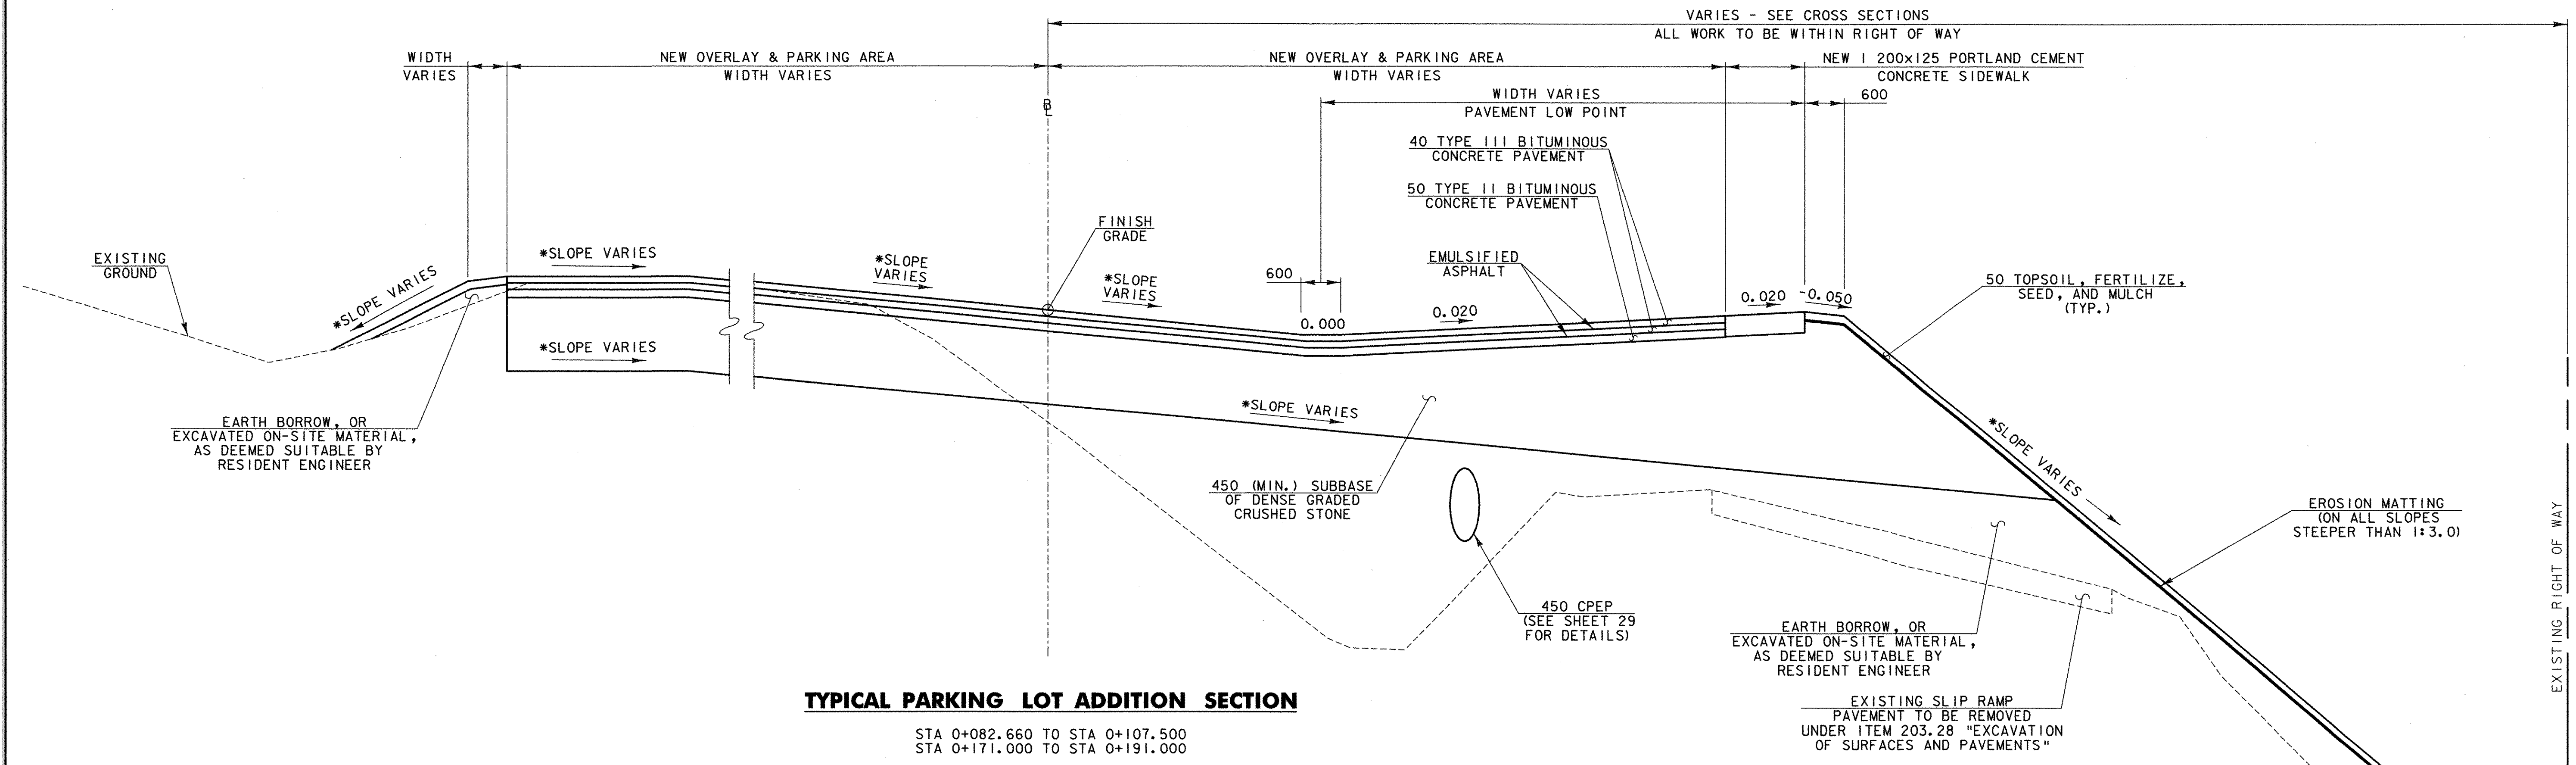 VARIES - SEE CROSS SECTIONS
ALL WORK TO BE WITHIN RIGHT OF WAY
WIDTH
VARIES
NEW OVERLAY & PARKING AREA
WIDTH VARIES
NEW OVERLAY & PARKING AREA
WIDTH VARIES
NEW 1 200x125 PORTLAND CEMENT
CONCRETE SIDEWALK
WIDTH VARIES
PAVEMENT LOW POINT
600
BL
40 TYPE III BITUMINOUS
CONCRETE PAVEMENT
50 TYPE II BITUMINOUS
CONCRETE PAVEMENT
FINISH
GRADE
EXISTING
GROUND
*SLOPE VARIES
*SLOPE VARIES
*SLOPE
VARIES
*SLOPE
VARIES
600
EMULSIFIED
ASPHALT
0.000
0.020
0.020
-0.050
50 TOPSOIL, FERTILIZE,
SEED, AND MULCH
(TYP.)
*SLOPE VARIES
*SLOPE VARIES
*SLOPE VARIES
EARTH BORROW, OR
EXCAVATED ON-SITE MATERIAL,
AS DEEMED SUITABLE BY
RESIDENT ENGINEER
450 (MIN.) SUBBASE
OF DENSE GRADED
CRUSHED STONE
EROSION MATTING
(ON ALL SLOPES
STEEPER THAN 1:3.0)
EXISTING RIGHT OF WAY
450 CPEP
(SEE SHEET 29
FOR DETAILS)
EARTH BORROW, OR
EXCAVATED ON-SITE MATERIAL,
AS DEEMED SUITABLE BY
RESIDENT ENGINEER
EXISTING SLIP RAMP
PAVEMENT TO BE REMOVED
UNDER ITEM 203.28 "EXCAVATION
OF SURFACES AND PAVEMENTS"
TYPICAL PARKING LOT ADDITION SECTION
STA 0+082.660 TO STA 0+107.500
STA 0+171.000 TO STA 0+191.000